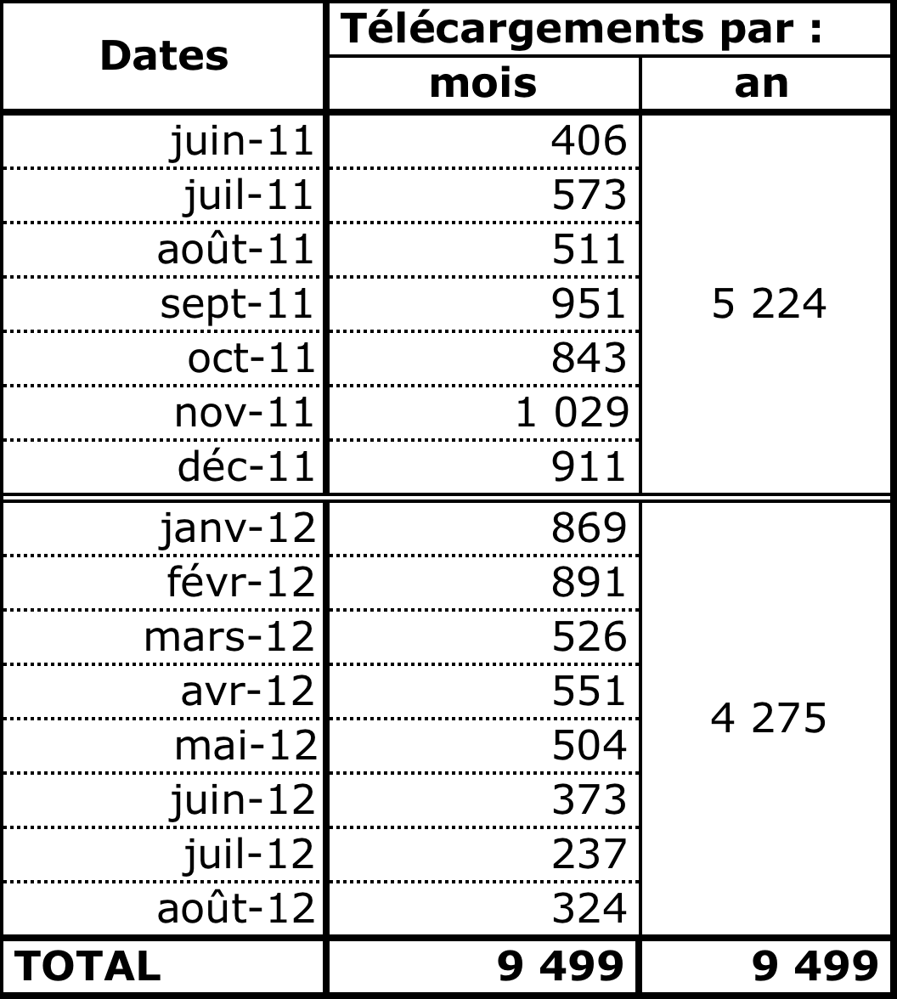 Dates
Télécargements par :
mois an
juin-11 406
juil-11 573
août-11 511
sept-11 951 5 224
oct-11 843
nov-11 1 029
déc-11 911
janv-12 869
févr-12 891
mars-12 526
avr-12 551
4 275
mai-12 504
juin-12 373
juil-12 237
août-12 324
TOTAL 9 499 9 499